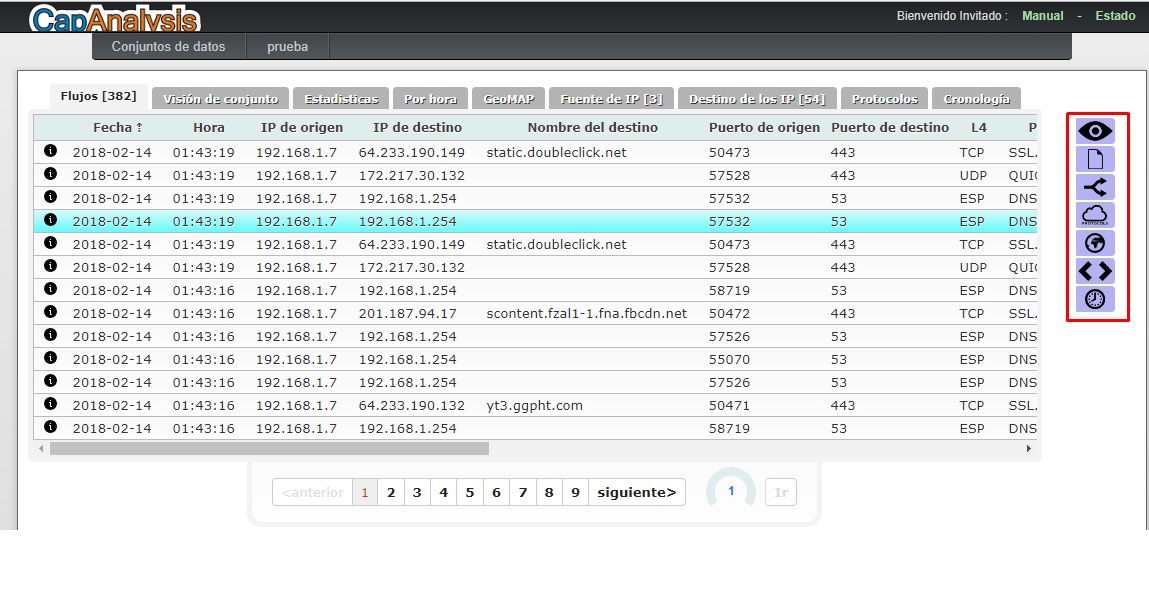 CapAnalysis
Bienvenido Invitado : Manual - Estado
Conjuntos de datos prueba
Flujos [382] Visión de conjunto Estadísticas Por hora GeoMAP Fuente de IP [3] Destino de los IP [54] Protocolos Cronología
Fecha ↑ Hora IP de origen IP de destino Nombre del destino Puerto de origen Puerto de destino L4 P
2018-02-14 01:43:19 192.168.1.7 64.233.190.149 static.doubleclick.net 50473 443 TCP SSL.
2018-02-14 01:43:19 192.168.1.7 172.217.30.132 57528 443 UDP QUIC
2018-02-14 01:43:19 192.168.1.7 192.168.1.254 57532 53 ESP DNS
2018-02-14 01:43:19 192.168.1.7 192.168.1.254 57532 53 ESP DNS
2018-02-14 01:43:19 192.168.1.7 64.233.190.149 static.doubleclick.net 50473 443 TCP SSL.
2018-02-14 01:43:19 192.168.1.7 172.217.30.132 57528 443 UDP QUIC
2018-02-14 01:43:16 192.168.1.7 192.168.1.254 58719 53 ESP DNS
2018-02-14 01:43:16 192.168.1.7 201.187.94.17 scontent.fzal1-1.fna.fbcdn.net 50472 443 TCP SSL.
2018-02-14 01:43:16 192.168.1.7 192.168.1.254 57526 53 ESP DNS
2018-02-14 01:43:16 192.168.1.7 192.168.1.254 55070 53 ESP DNS
2018-02-14 01:43:16 192.168.1.7 192.168.1.254 57526 53 ESP DNS
2018-02-14 01:43:16 192.168.1.7 64.233.190.132 yt3.ggpht.com 50471 443 TCP SSL.
2018-02-14 01:43:16 192.168.1.7 192.168.1.254 58719 53 ESP DNS
PROTOCOLS
<anterior 1 2 3 4 5 6 7 8 9 siguiente> 1 Ir